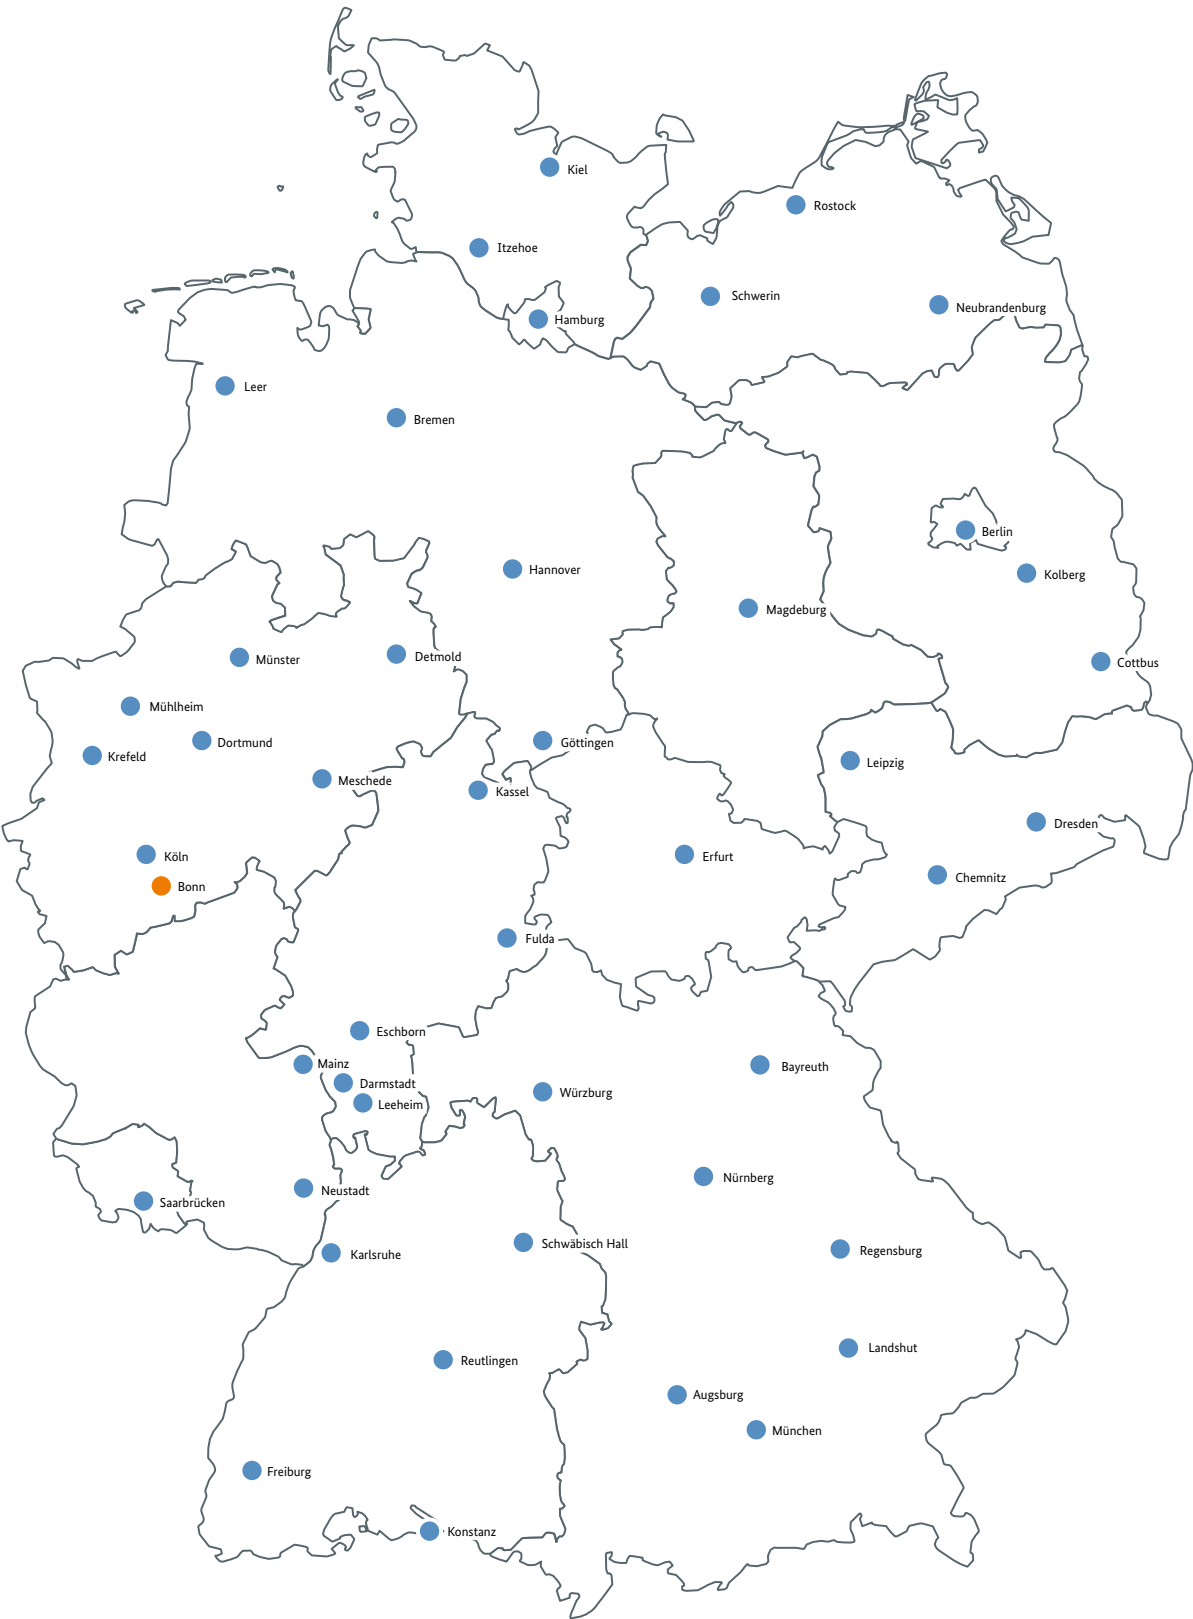 Kiel
Rostock
Itzehoe
Schwerin
Neubrandenburg
Hamburg
Leer
Bremen
Berlin
Hannover
Kolberg
Magdeburg
Münster
Detmold
Cottbus
Mühlheim
Dortmund
Göttingen
Krefeld
Leipzig
Meschede
Kassel
Dresden
Köln
Erfurt
Bonn
Chemnitz
Fulda
Eschborn
Mainz
Bayreuth
Darmstadt
Würzburg
Leeheim
Nürnberg
Neustadt
Saarbrücken
Schwäbisch Hall
Regensburg
Karlsruhe
Landshut
Reutlingen
Augsburg
München
Freiburg
Konstanz